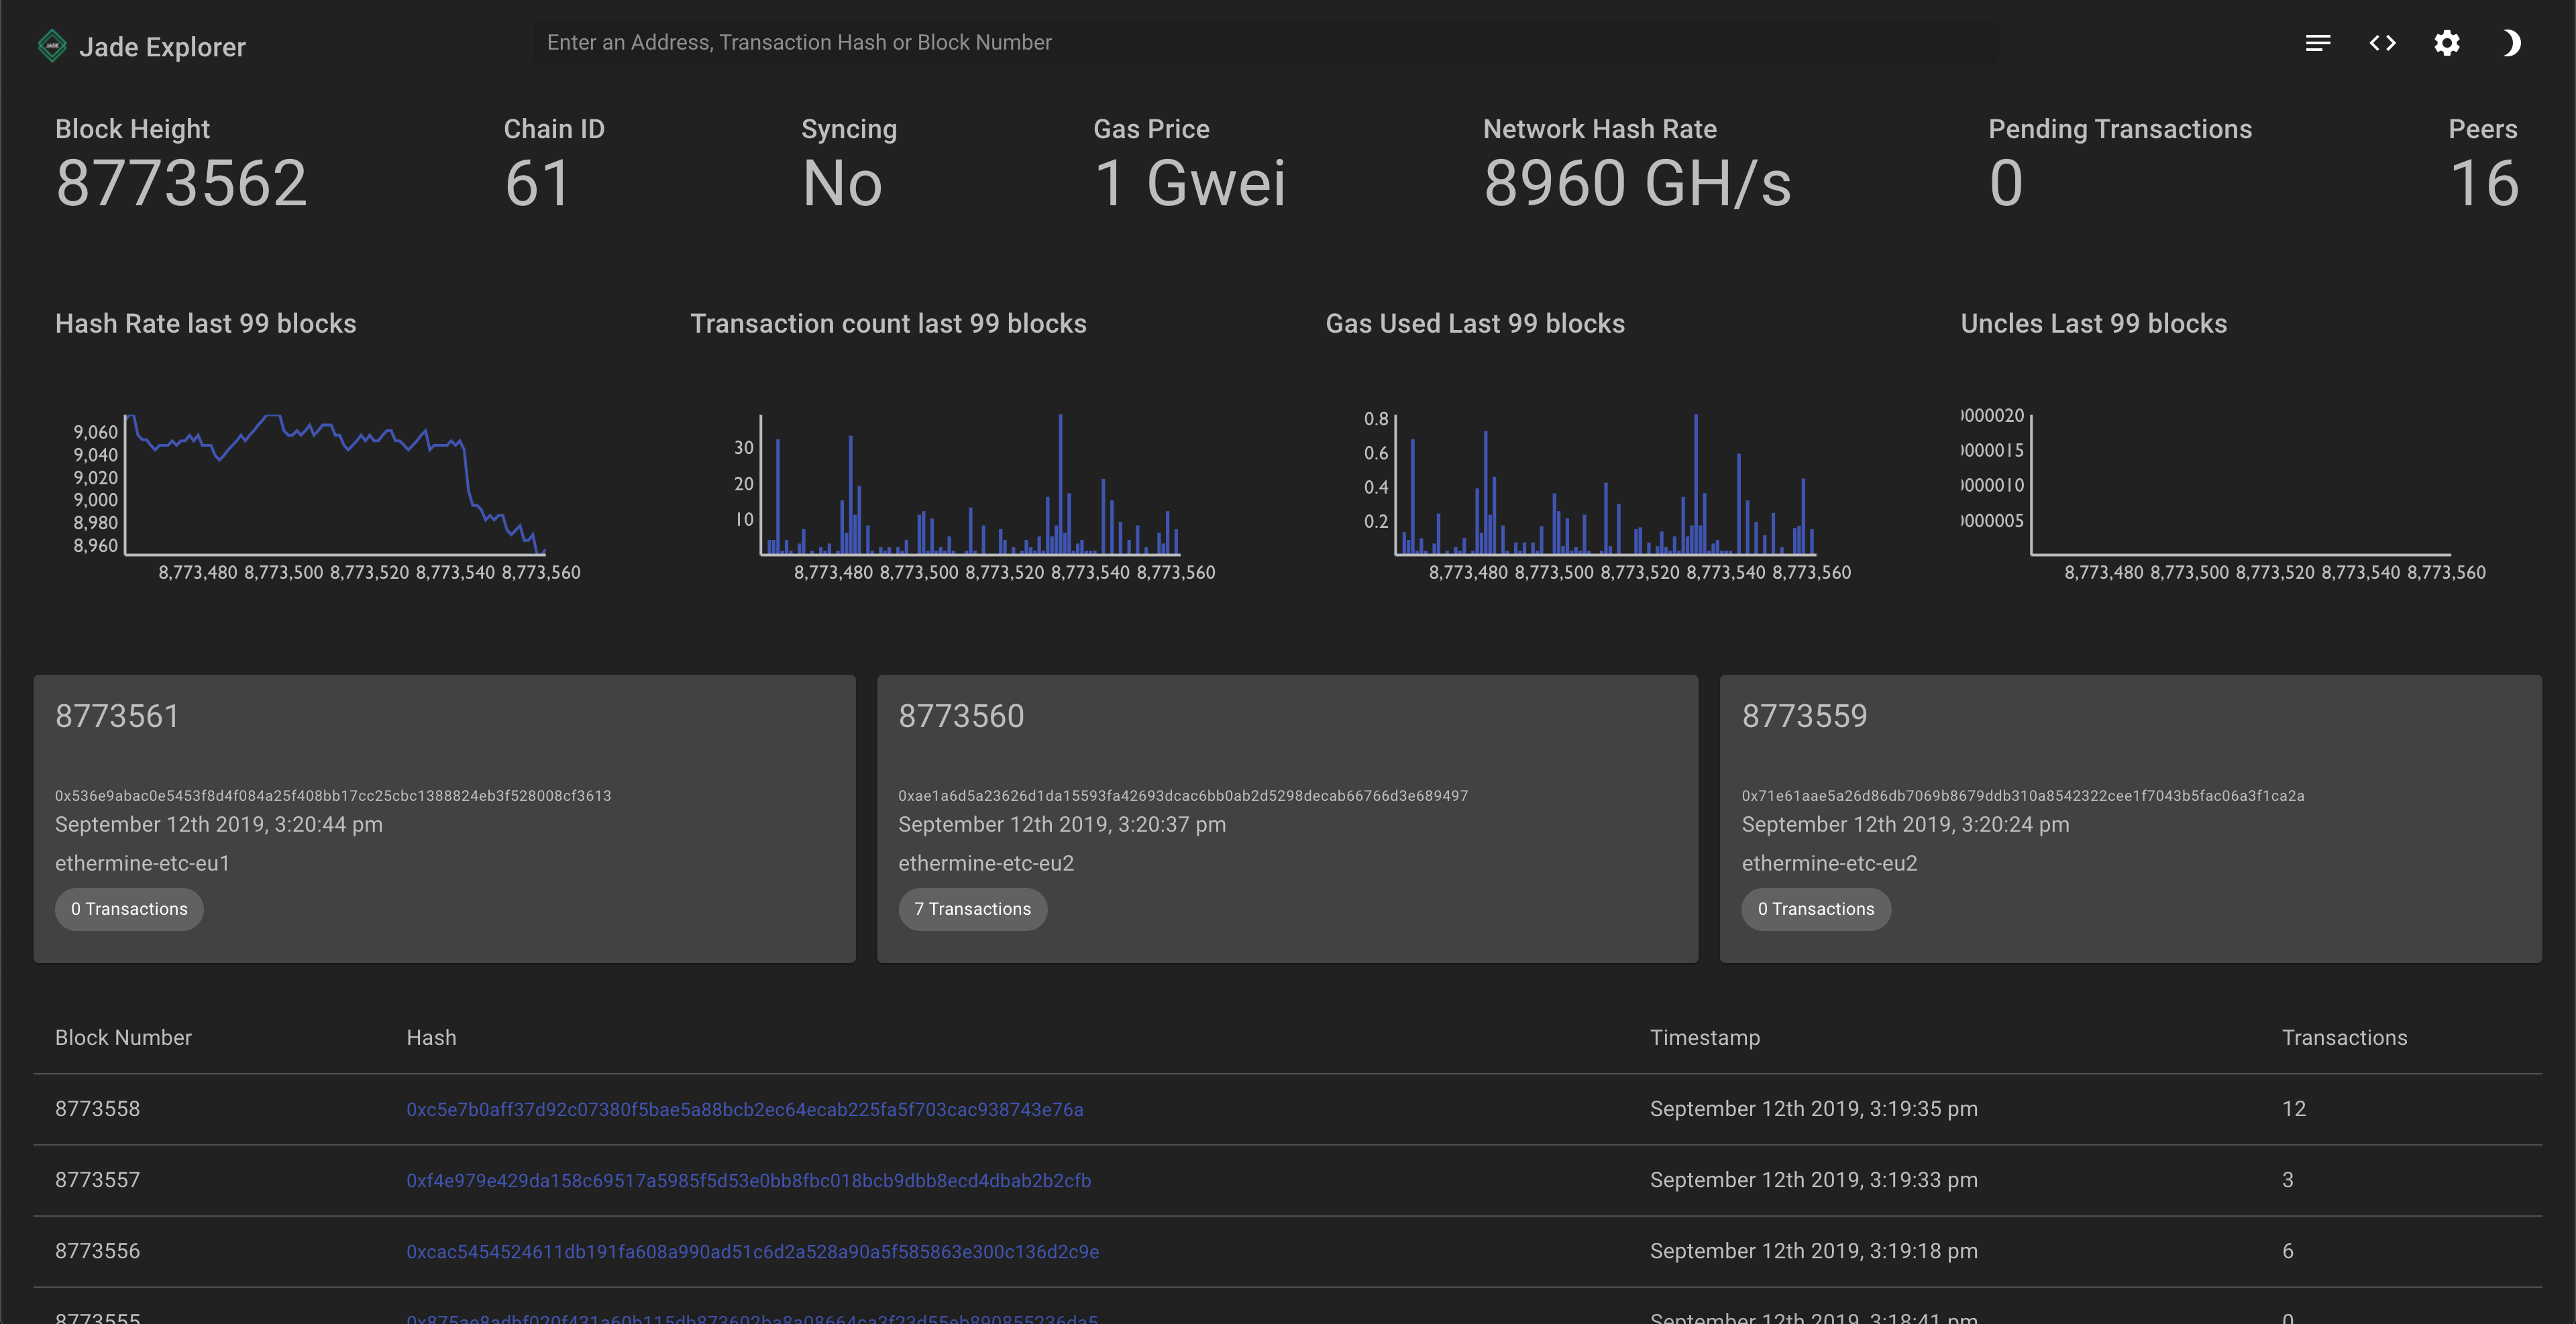 JADE Jade Explorer Enter an Address, Transaction Hash or Block Number
Block Height Chain ID Syncing Gas Price Network Hash Rate Pending Transactions Peers
8773562 61 No 1 Gwei 8960 GH/s 0 16
Hash Rate last 99 blocks Transaction count last 99 blocks Gas Used Last 99 blocks Uncles Last 99 blocks
9,060
9,040
9,020
9,000
8,980
8,960
8,773,480 8,773,500 8,773,520 8,773,540 8,773,560
30
20
10
8,773,480 8,773,500 8,773,520 8,773,540 8,773,560
0.8
0.6
0.4
0.2
8,773,480 8,773,500 8,773,520 8,773,540 8,773,560
0000020
0000015
0000010
0000005
8,773,480 8,773,500 8,773,520 8,773,540 8,773,560
8773561
0x536e9abac0e5453f8d4f084a25f408bb17cc25cbc1388824eb3f528008cf3613
September 12th 2019, 3:20:44 pm
ethermine-etc-eu1
0 Transactions
8773560
0xae1a6d5a23626d1da15593fa42693dcac6bb0ab2d5298decab66766d3e689497
September 12th 2019, 3:20:37 pm
ethermine-etc-eu2
7 Transactions
8773559
0x71e61aae5a26d86db7069b8679ddb310a8542322cee1f7043b5fac06a3f1ca2a
September 12th 2019, 3:20:24 pm
ethermine-etc-eu2
0 Transactions
Block Number Hash Timestamp Transactions
8773558 0xc5e7b0aff37d92c07380f5bae5a88bcb2ec64ecab225fa5f703cac938743e76a September 12th 2019, 3:19:35 pm 12
8773557 0xf4e979e429da158c69517a5985f5d53e0bb8fbc018bcb9dbb8ecd4dbab2b2cfb September 12th 2019, 3:19:33 pm 3
8773556 0xcac5454524611db191fa608a990ad51c6d2a528a90a5f585863e300c136d2c9e September 12th 2019, 3:19:18 pm 6
8773555 September 12th 2019, 3:18:41 pm 0